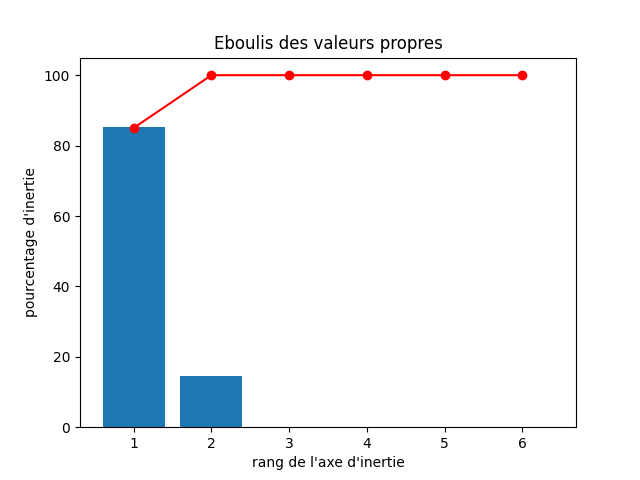 Eboulis des valeurs propres
100
80
60
40
20
0
pourcentage d'inertie
1 2 3 4 5 6
rang de l'axe d'inertie